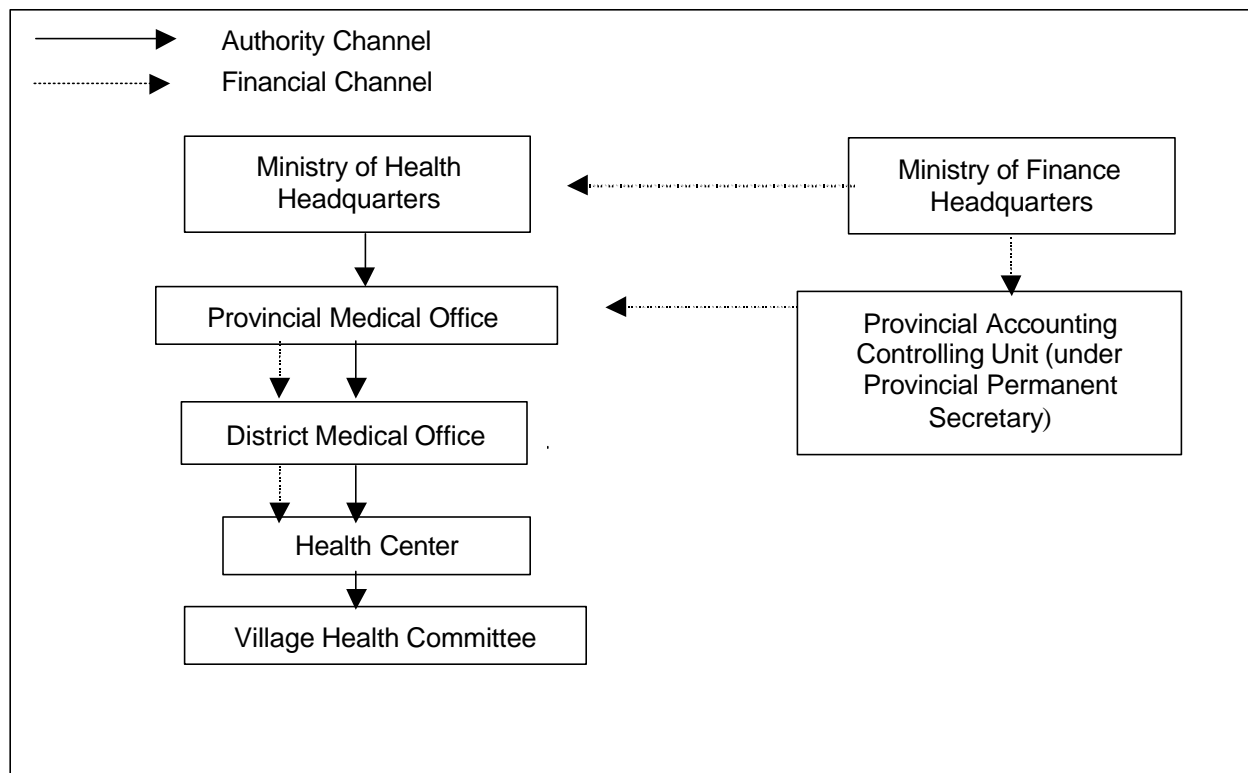 Authority Channel
Financial Channel
Ministry of Health
Headquarters
Ministry of Finance
Headquarters
Provincial Medical Office
Provincial Accounting
Controlling Unit (under
Provincial Permanent
Secretary)
District Medical Office
Health Center
Village Health Committee